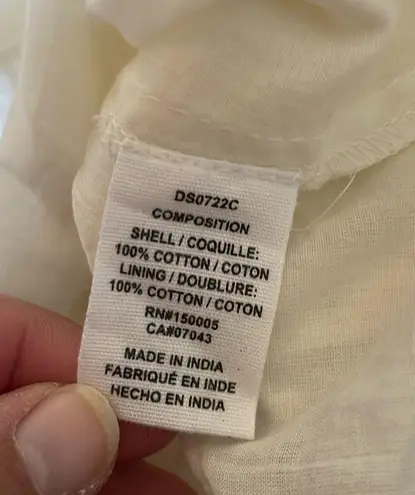 DS0722C
COMPOSITION
SHELL / COQUILLE:
100% COTTON / COTON
LINING / DOUBLURE:
100% COTTON / COTON
RN#150005
CA#07043
MADE IN INDIA
FABRIQUÉ EN INDE
HECHO EN INDIA